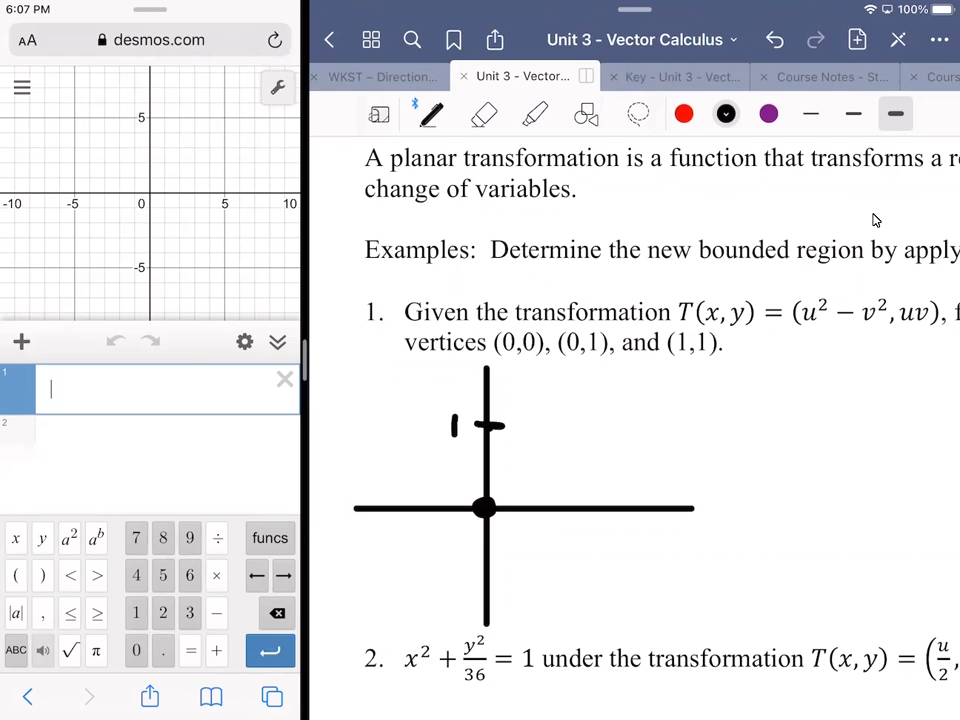 6:07 PM
100%
AA desmos.com
Unit 3 - Vector Calculus
WKST – Direction...
Unit 3 - Vector...
Key - Unit 3 - Vect...
Course Notes - St...
Cours
5
-10 -5 0 5 10
-5
A planar transformation is a function that transforms a r
change of variables.
Examples: Determine the new bounded region by apply
1. Given the transformation T(x, y) = (u² − v², uv), f
vertices (0,0), (0,1), and (1,1).
1
1
2
2. x² + y²/36 = 1 under the transformation T(x, y) = (u/2,
x y a² aᵇ 7 8 9 ÷ funcs
( ) < > 4 5 6 × ← →
|a| , ≤ ≥ 1 2 3 −
ABC √ π 0 . = +